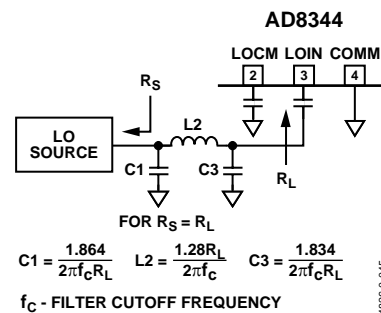 AD8344
LOCM LOIN COMM
2 3 4
RS
LO
SOURCE
L2
C1
C3
RL
FOR RS = RL
C1 = 1.864 / 2πfCRL L2 = 1.28RL / 2πfC C3 = 1.834 / 2πfCRL
fC - FILTER CUTOFF FREQUENCY